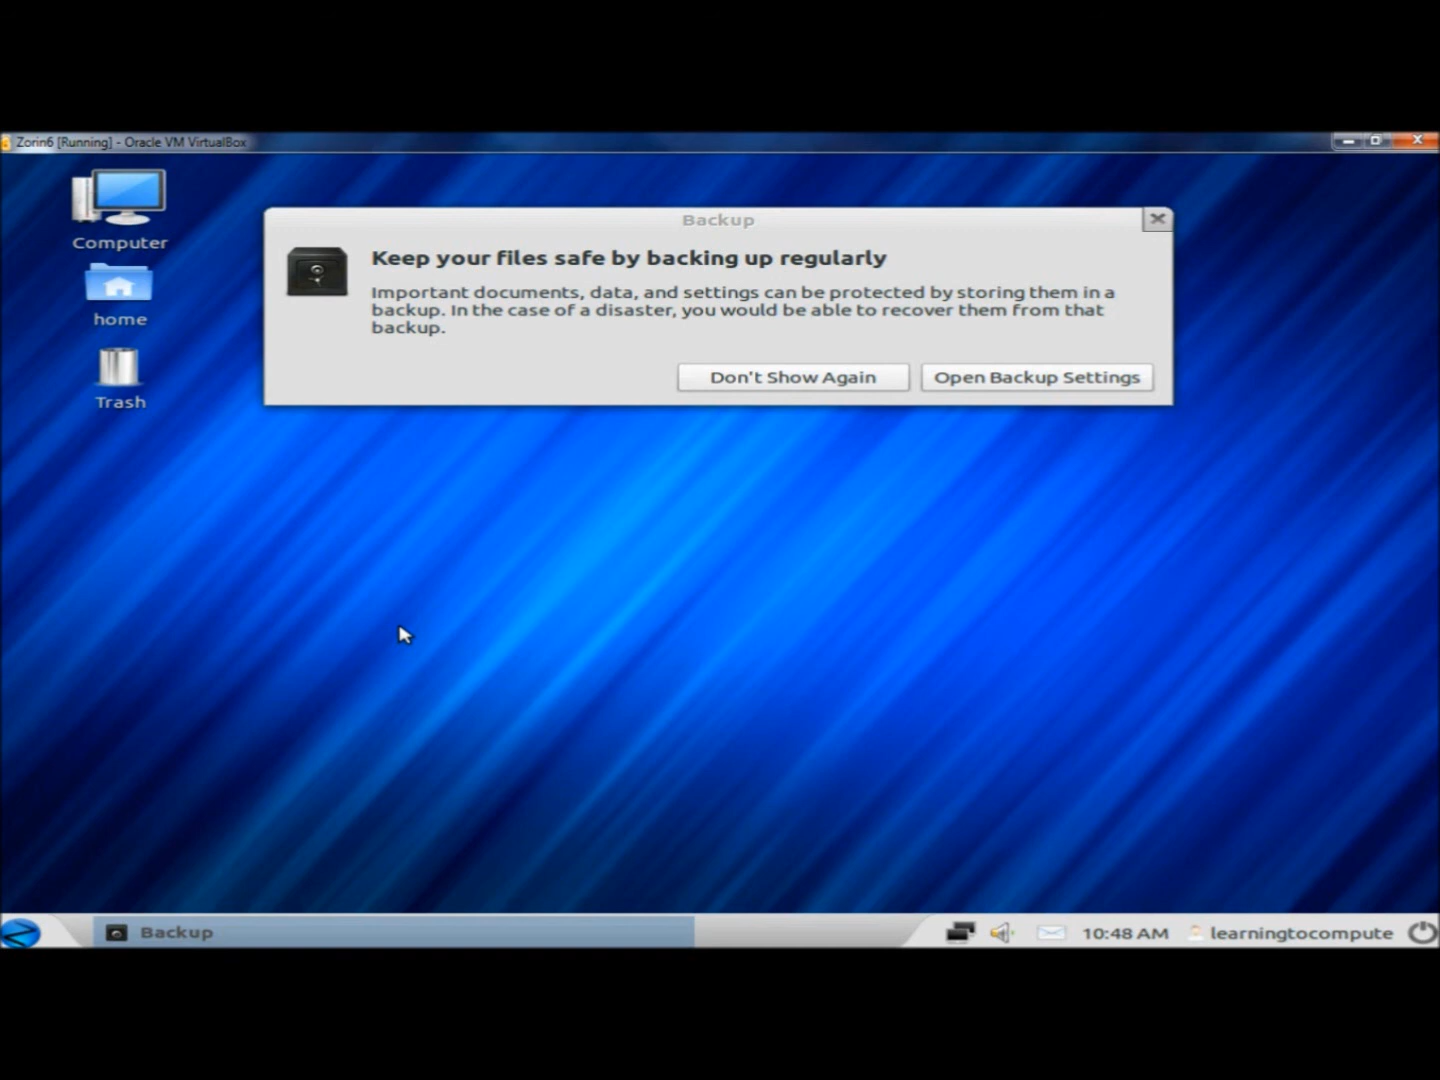 Zorin6 [Running] - Oracle VM VirtualBox
Computer
home
Trash
Backup
Keep your files safe by backing up regularly
Important documents, data, and settings can be protected by storing them in a
backup. In the case of a disaster, you would be able to recover them from that
backup.
Don't Show Again
Open Backup Settings
Backup
10:48 AM
learningtocompute